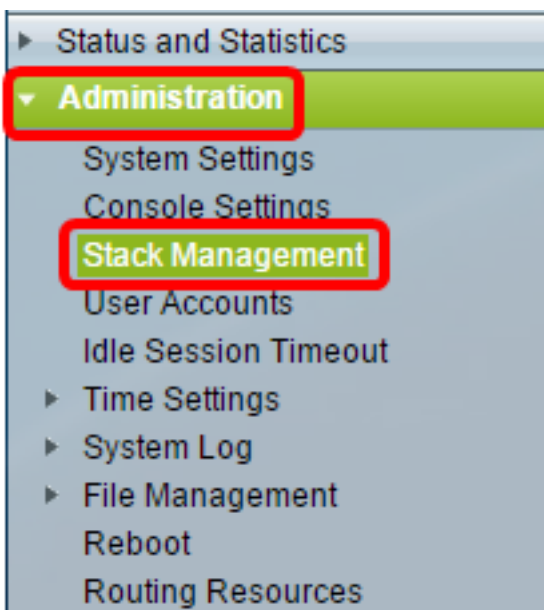 Status and Statistics
Administration
System Settings
Console Settings
Stack Management
User Accounts
Idle Session Timeout
Time Settings
System Log
File Management
Reboot
Routing Resources